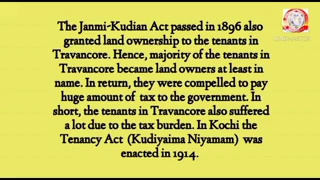 The Janmi-Kudian Act passed in 1896 also
granted land ownership to the tenants in
Travancore. Hence, majority of the tenants in
Travancore became land owners at least in
name. In return, they were compelled to pay
huge amount of tax to the government. In
short, the tenants in Travancore also suffered
a lot due to the tax burden. In Kochi the
Tenancy Act (Kudiyaima Niyamam) was
enacted in 1914.